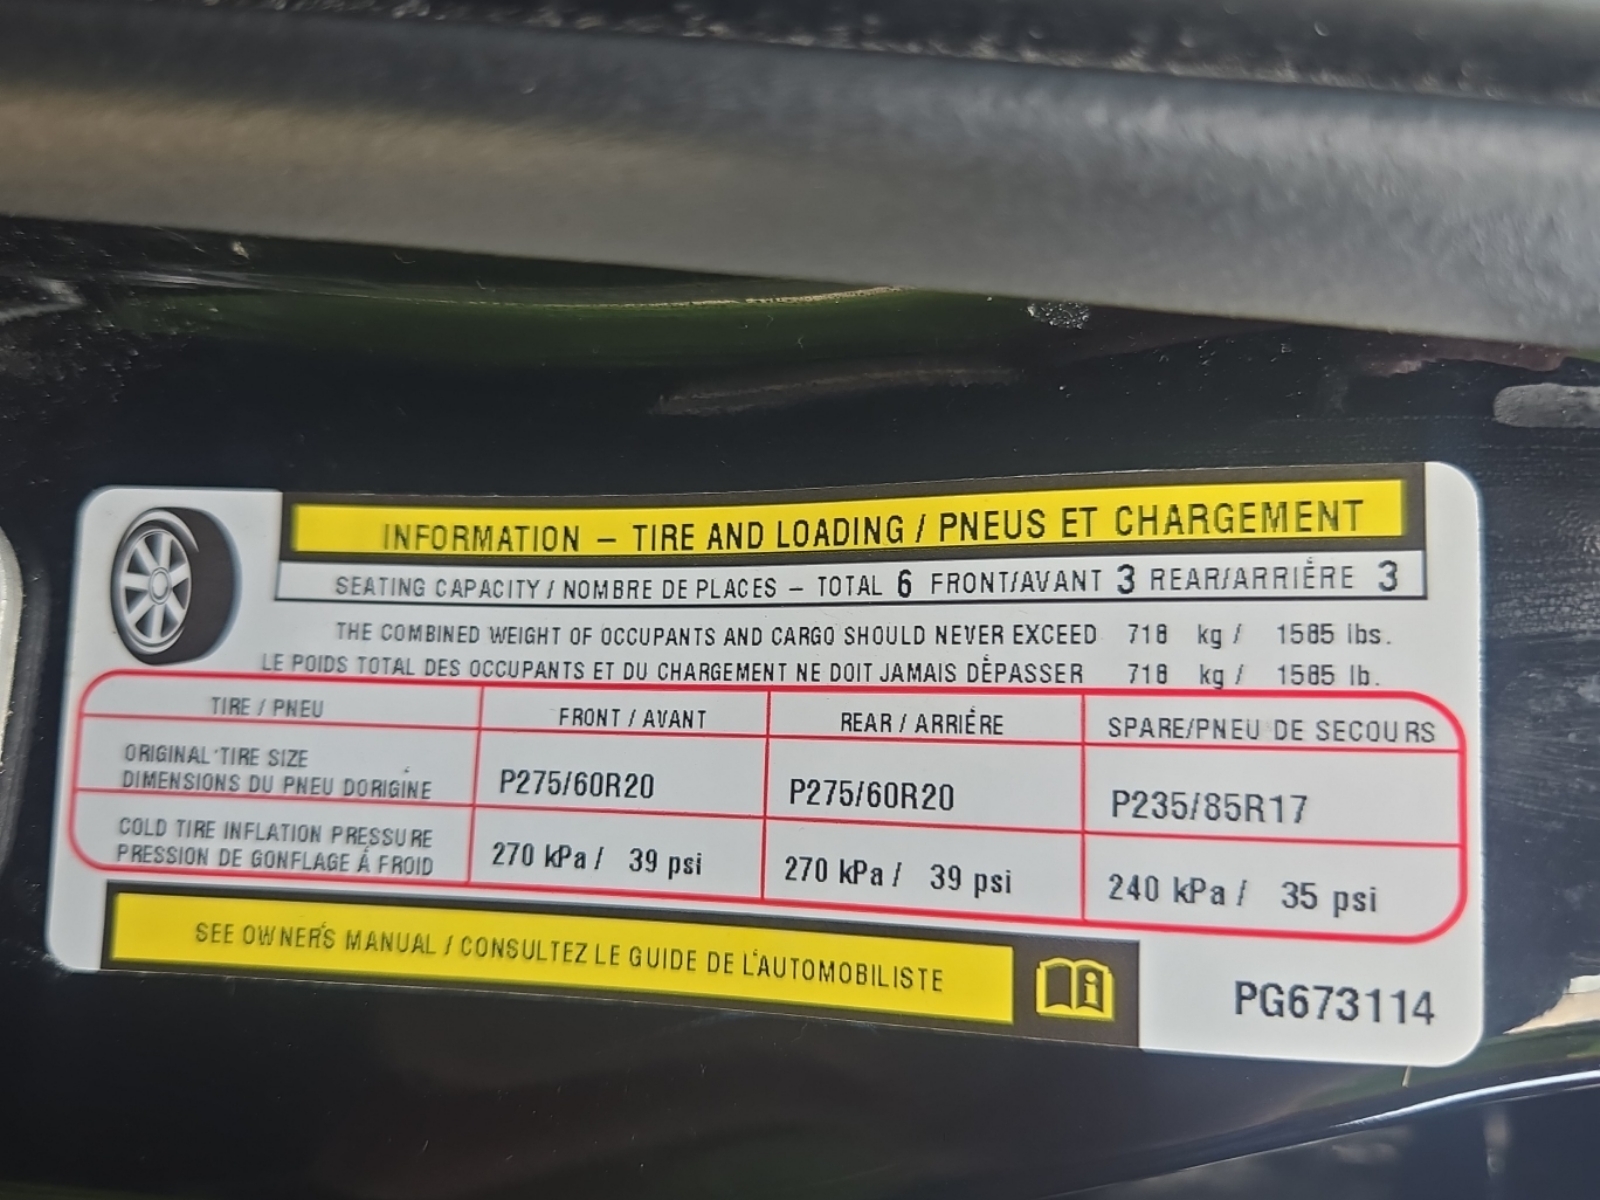 INFORMATION – TIRE AND LOADING / PNEUS ET CHARGEMENT
SEATING CAPACITY / NOMBRE DE PLACES – TOTAL 6 FRONT/AVANT 3 REAR/ARRIÈRE 3
THE COMBINED WEIGHT OF OCCUPANTS AND CARGO SHOULD NEVER EXCEED 718 kg / 1585 lbs.
LE POIDS TOTAL DES OCCUPANTS ET DU CHARGEMENT NE DOIT JAMAIS DÉPASSER 718 kg / 1585 lb.
TIRE / PNEU FRONT / AVANT REAR / ARRIÈRE SPARE/PNEU DE SECOURS
ORIGINAL TIRE SIZE
DIMENSIONS DU PNEU DORIGINE P275/60R20 P275/60R20 P235/85R17
COLD TIRE INFLATION PRESSURE
PRESSION DE GONFLAGE À FROID 270 kPa / 39 psi 270 kPa / 39 psi 240 kPa / 35 psi
SEE OWNER'S MANUAL / CONSULTEZ LE GUIDE DE L'AUTOMOBILISTE
PG673114